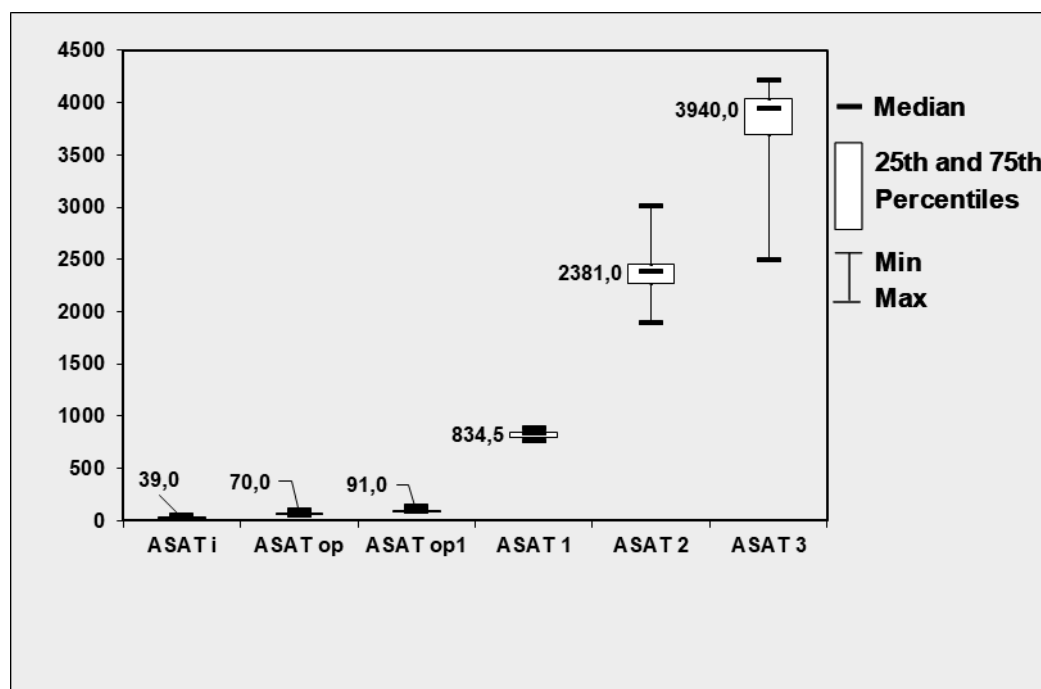 4500
4000
3500
3000
2500
2000
1500
1000
500
0
39,0
70,0
91,0
834,5
2381,0
3940,0
ASAT i
ASAT op
ASAT op1
ASAT 1
ASAT 2
ASAT 3
Median
25th and 75th
Percentiles
Min
Max